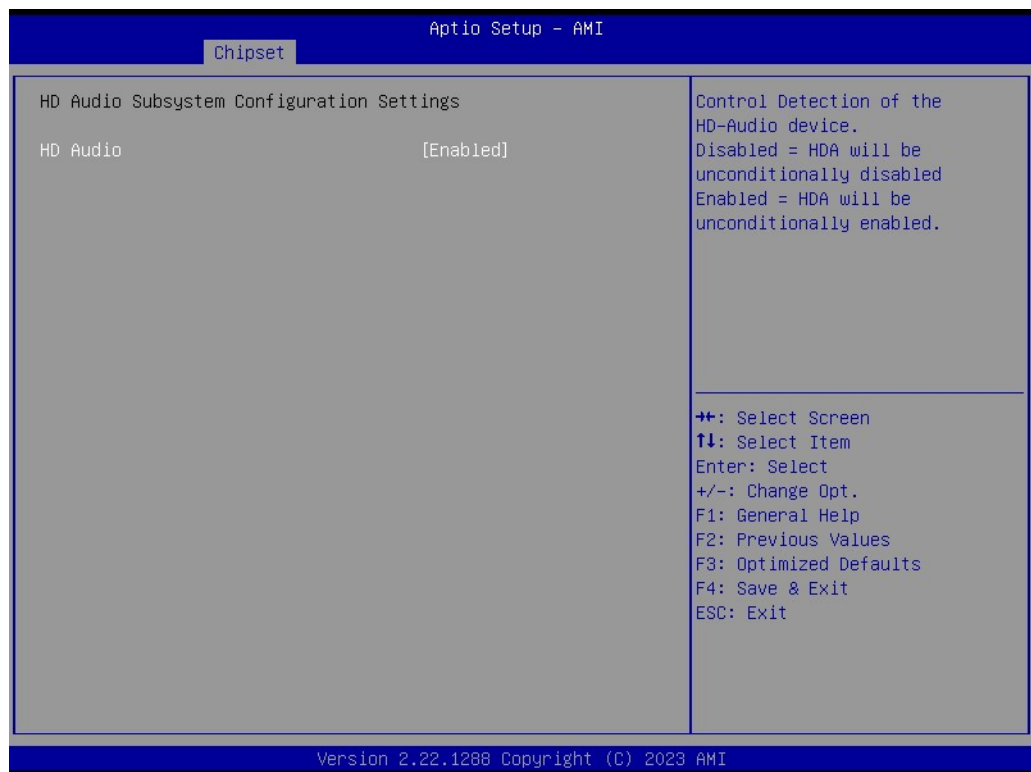 Aptio Setup - AMI
Chipset
HD Audio Subsystem Configuration Settings
HD Audio [Enabled]
Control Detection of the
HD-Audio device.
Disabled = HDA will be
unconditionally disabled
Enabled = HDA will be
unconditionally enabled.
→←: Select Screen
↑↓: Select Item
Enter: Select
+/-: Change Opt.
F1: General Help
F2: Previous Values
F3: Optimized Defaults
F4: Save & Exit
ESC: Exit
Version 2.22.1288 Copyright (C) 2023 AMI